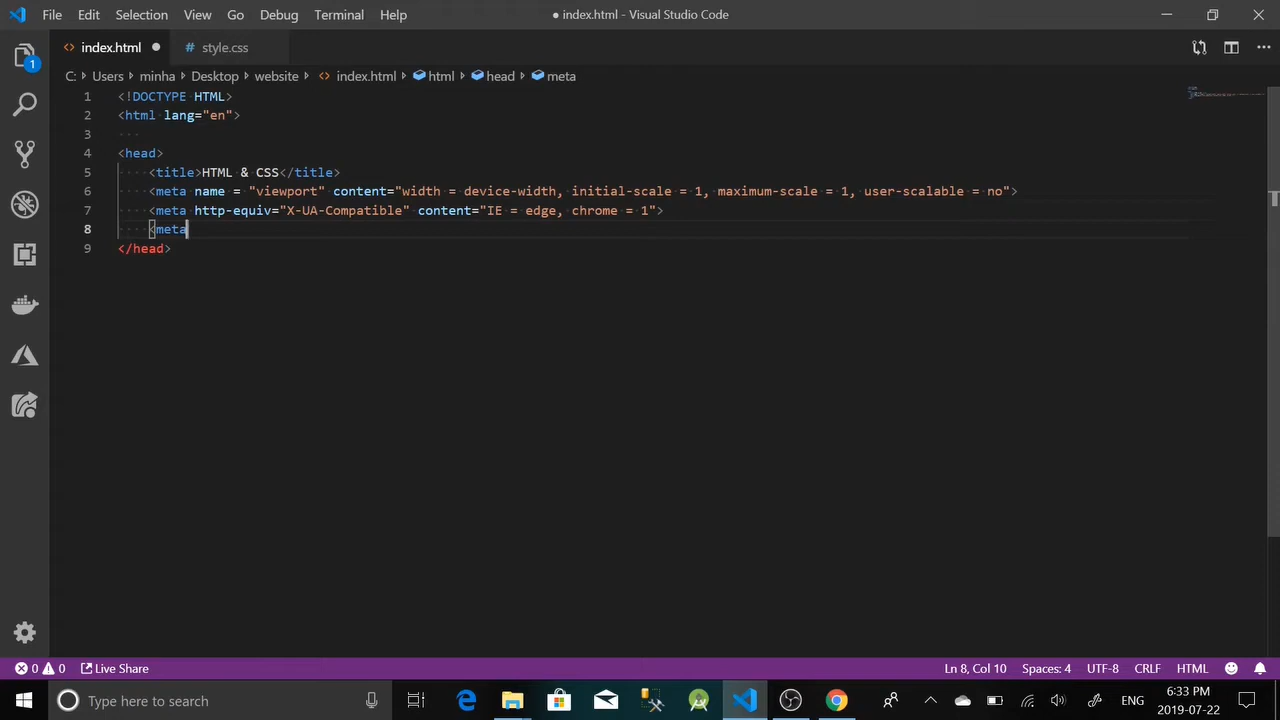 File Edit Selection View Go Debug Terminal Help ● index.html - Visual Studio Code
<> index.html ● # style.css
C: > Users > minha > Desktop > website > <> index.html > html > head > meta
1 <!DOCTYPE HTML>
2 <html lang="en">
3
4 <head>
5 <title>HTML & CSS</title>
6 <meta name = "viewport" content="width = device-width, initial-scale = 1, maximum-scale = 1, user-scalable = no">
7 <meta http-equiv="X-UA-Compatible" content="IE = edge, chrome = 1">
8 <meta
9 </head>
1
0 0 Live Share Ln 8, Col 10 Spaces: 4 UTF-8 CRLF HTML
Type here to search ENG 6:33 PM
2019-07-22